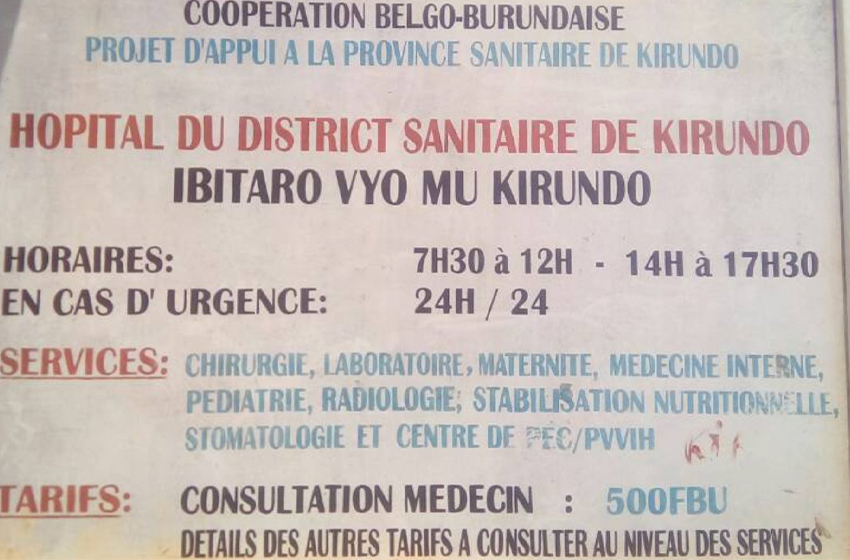 COOPERATION BELGO-BURUNDAISE
PROJET D'APPUI A LA PROVINCE SANITAIRE DE KIRUNDO
HOPITAL DU DISTRICT SANITAIRE DE KIRUNDO
IBITARO VYO MU KIRUNDO
HORAIRES: 7H30 à 12H - 14H à 17H30
EN CAS D' URGENCE: 24H / 24
SERVICES: CHIRURGIE, LABORATOIRE, MATERNITE, MEDECINE INTERNE,
PEDIATRIE, RADIOLOGIE, STABILISATION NUTRITIONNELLE,
STOMATOLOGIE ET CENTRE DE PEC/PVVIH
TARIFS: CONSULTATION MEDECIN : 500FBU
DETAILS DES AUTRES TARIFS A CONSULTER AU NIVEAU DES SERVICES